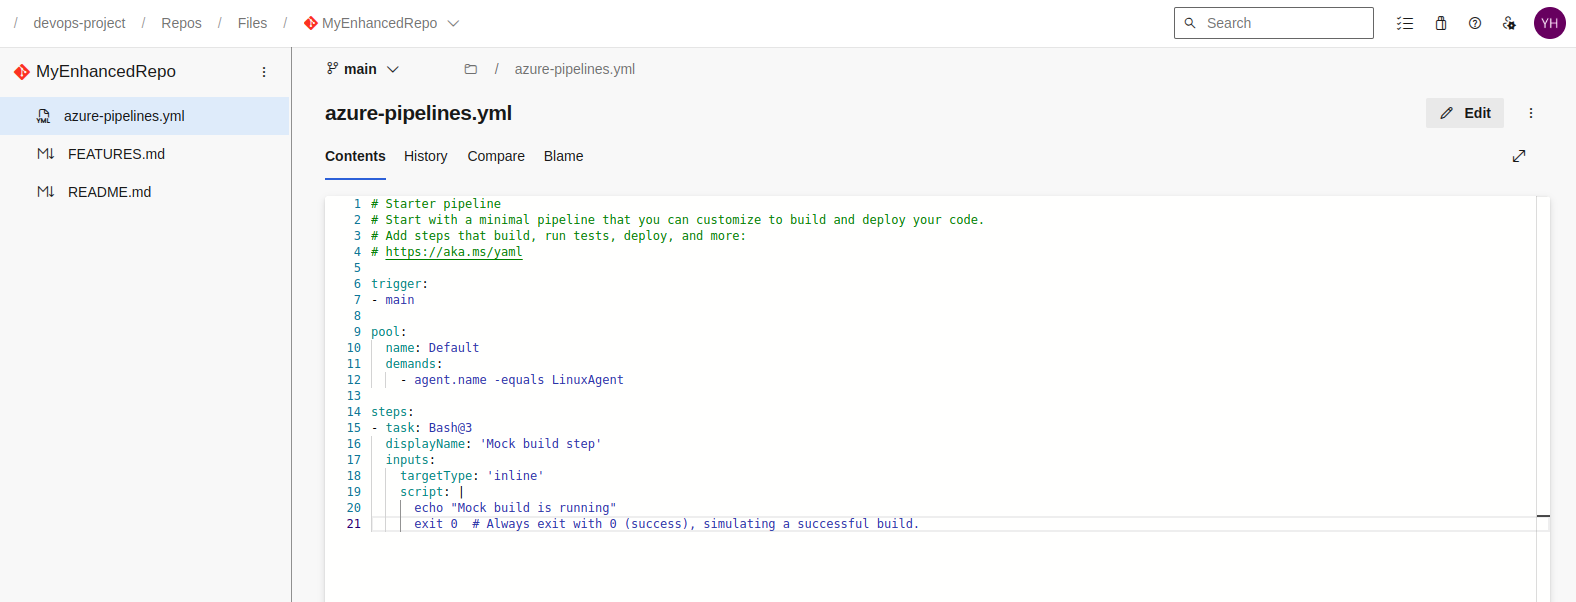 / devops-project / Repos / Files / MyEnhancedRepo
Search
YH
MyEnhancedRepo
azure-pipelines.yml
FEATURES.md
README.md
main / azure-pipelines.yml
azure-pipelines.yml
Edit
Contents History Compare Blame
1 # Starter pipeline
2 # Start with a minimal pipeline that you can customize to build and deploy your code.
3 # Add steps that build, run tests, deploy, and more:
4 # https://aka.ms/yaml
5
6 trigger:
7 - main
8
9 pool:
10   name: Default
11   demands:
12     - agent.name -equals LinuxAgent
13
14 steps:
15 - task: Bash@3
16   displayName: 'Mock build step'
17   inputs:
18     targetType: 'inline'
19     script: |
20       echo "Mock build is running"
21       exit 0  # Always exit with 0 (success), simulating a successful build.